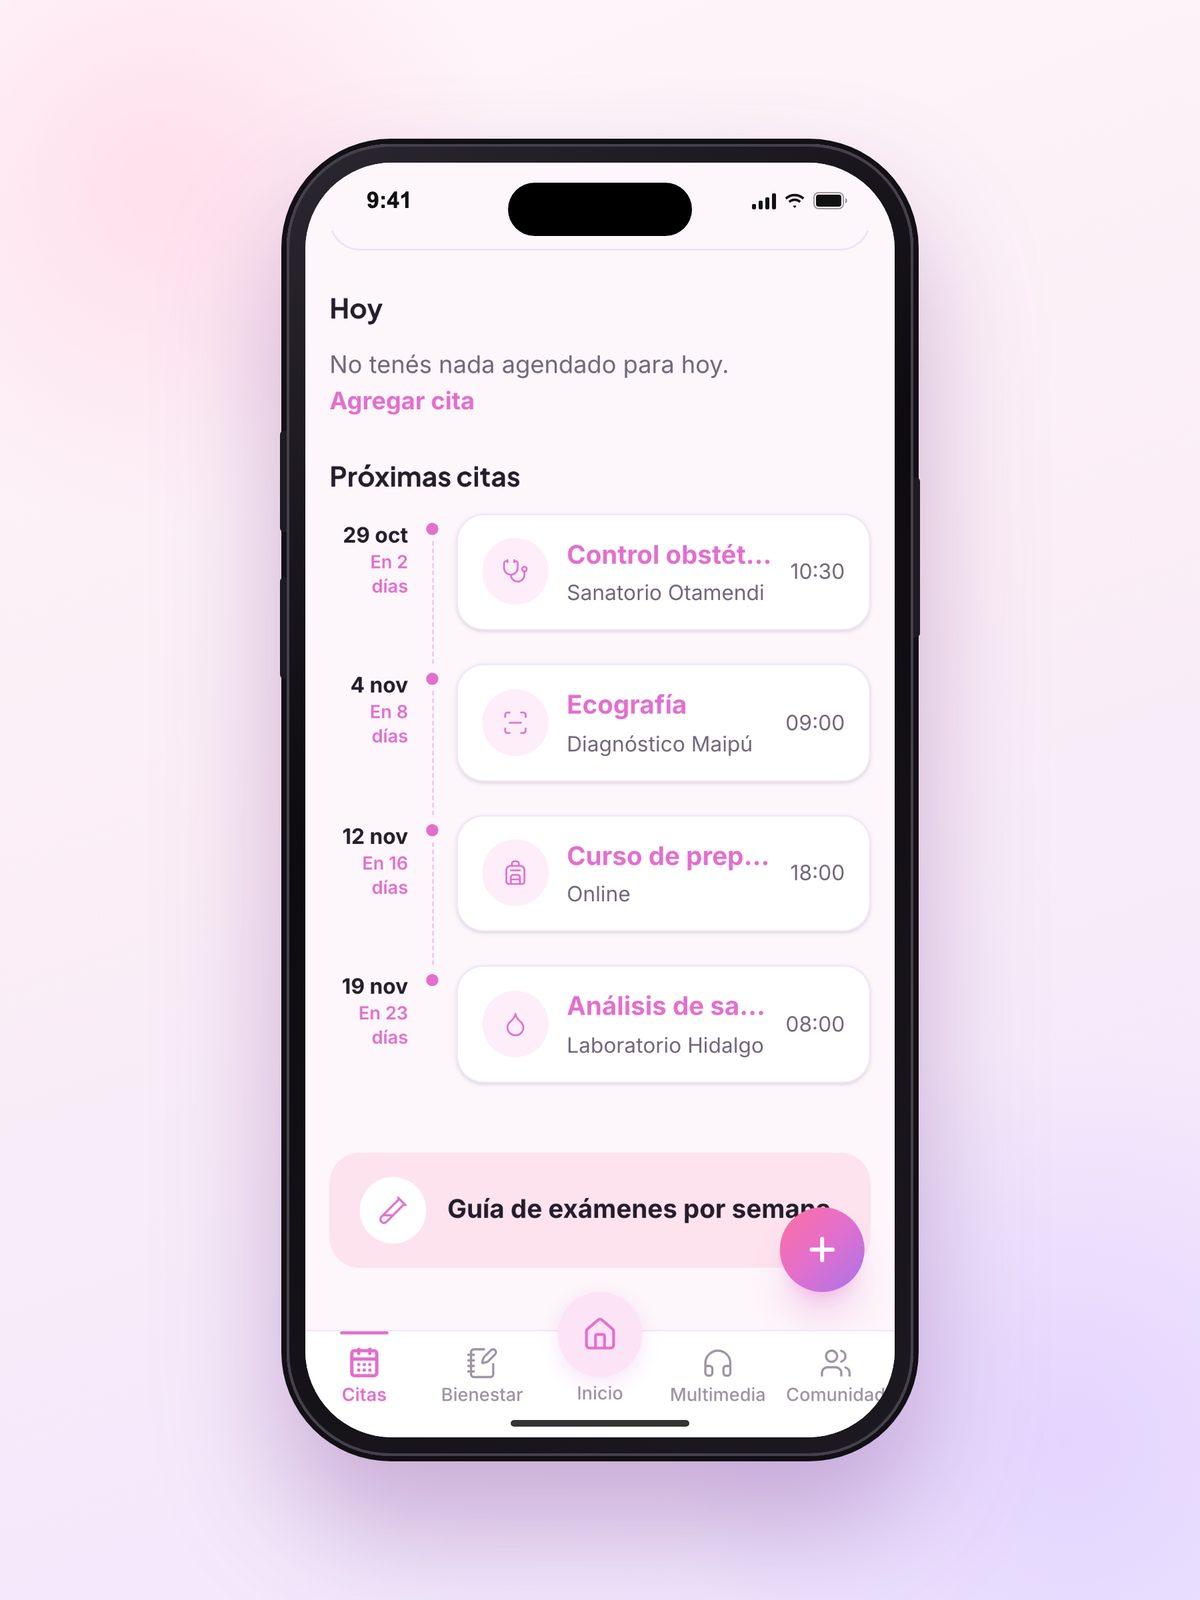 9:41
Hoy
No tenés nada agendado para hoy.
Agregar cita
Próximas citas
29 oct
En 2
días
Control obstét...
Sanatorio Otamendi
10:30
4 nov
En 8
días
Ecografía
Diagnóstico Maipú
09:00
12 nov
En 16
días
Curso de prep...
Online
18:00
19 nov
En 23
días
Análisis de sa...
Laboratorio Hidalgo
08:00
Guía de exámenes por semana
Citas
Bienestar
Inicio
Multimedia
Comunidad